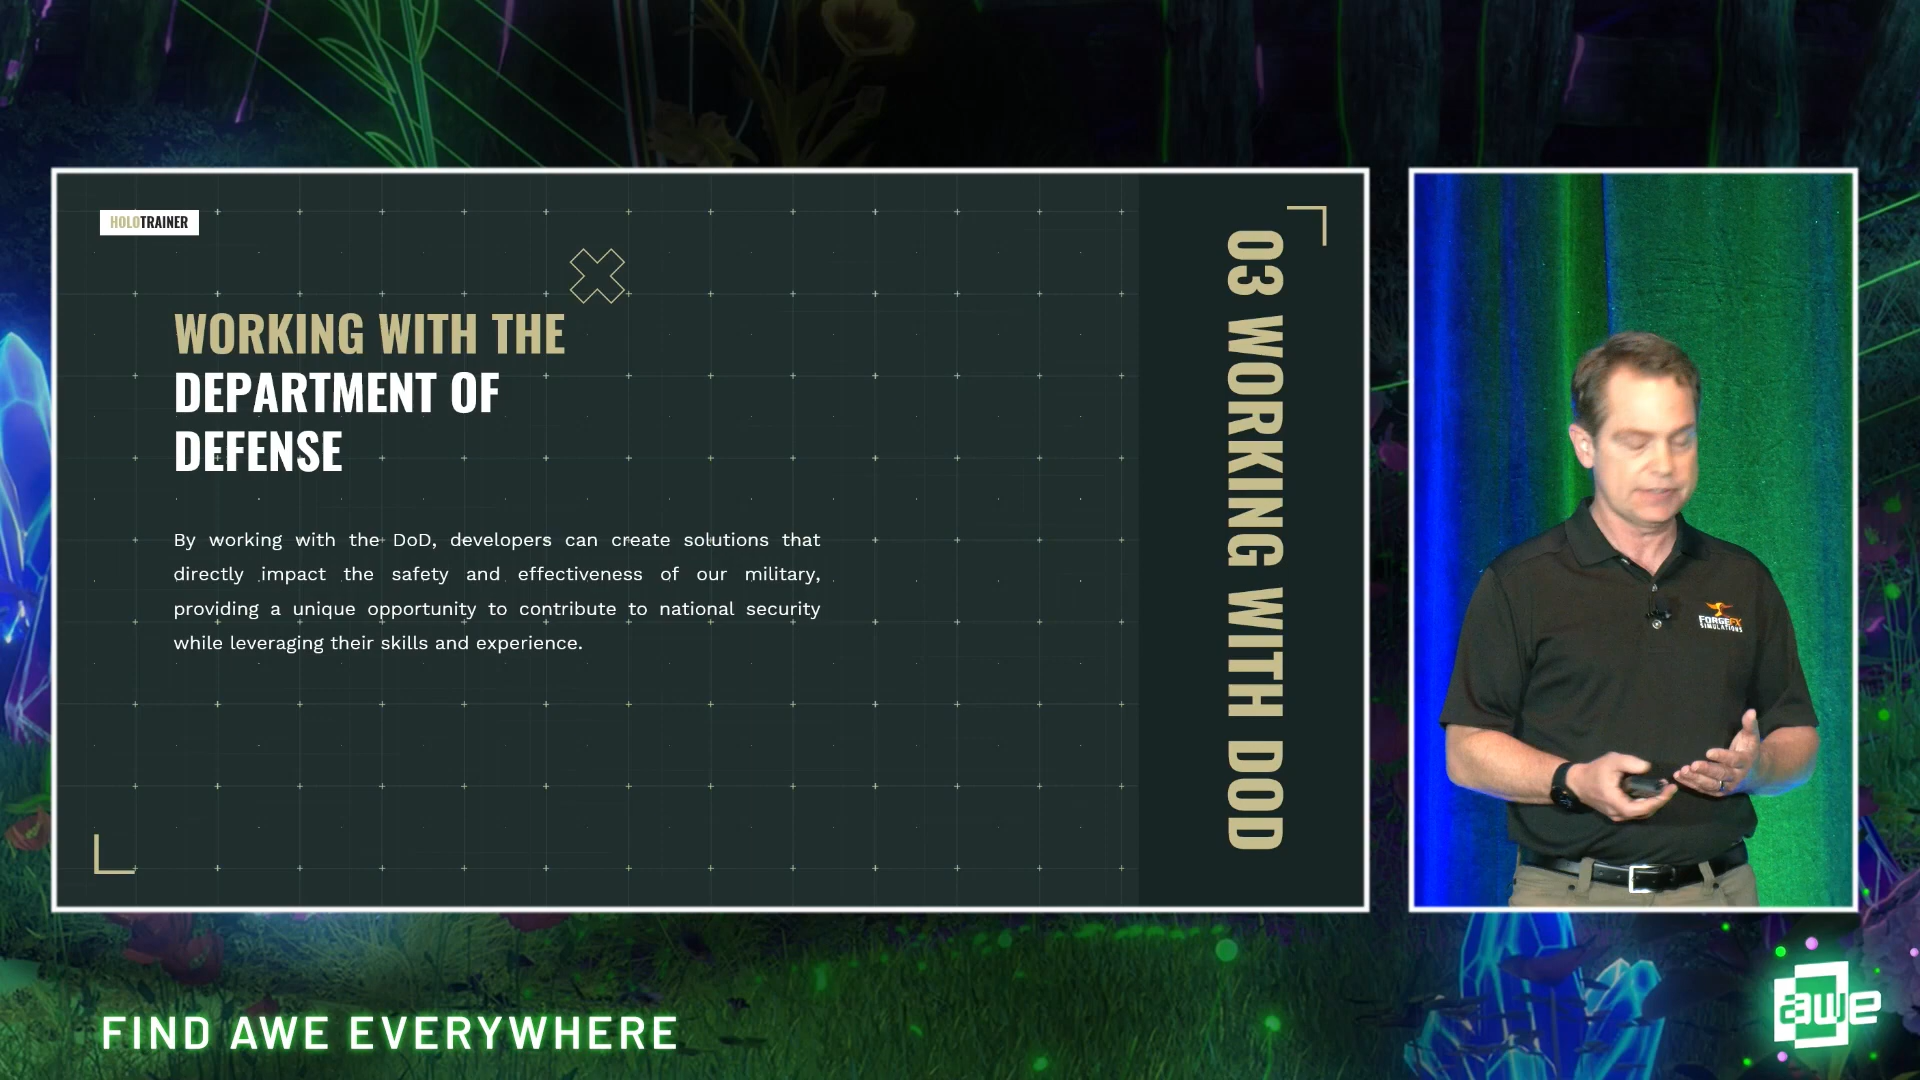 HOLOTRAINER
WORKING WITH THE
DEPARTMENT OF
DEFENSE
By working with the DoD, developers can create solutions that
directly impact the safety and effectiveness of our military,
providing a unique opportunity to contribute to national security
while leveraging their skills and experience.
03 WORKING WITH DOD
FORGEFX
SIMULATIONS
FIND AWE EVERYWHERE
awe